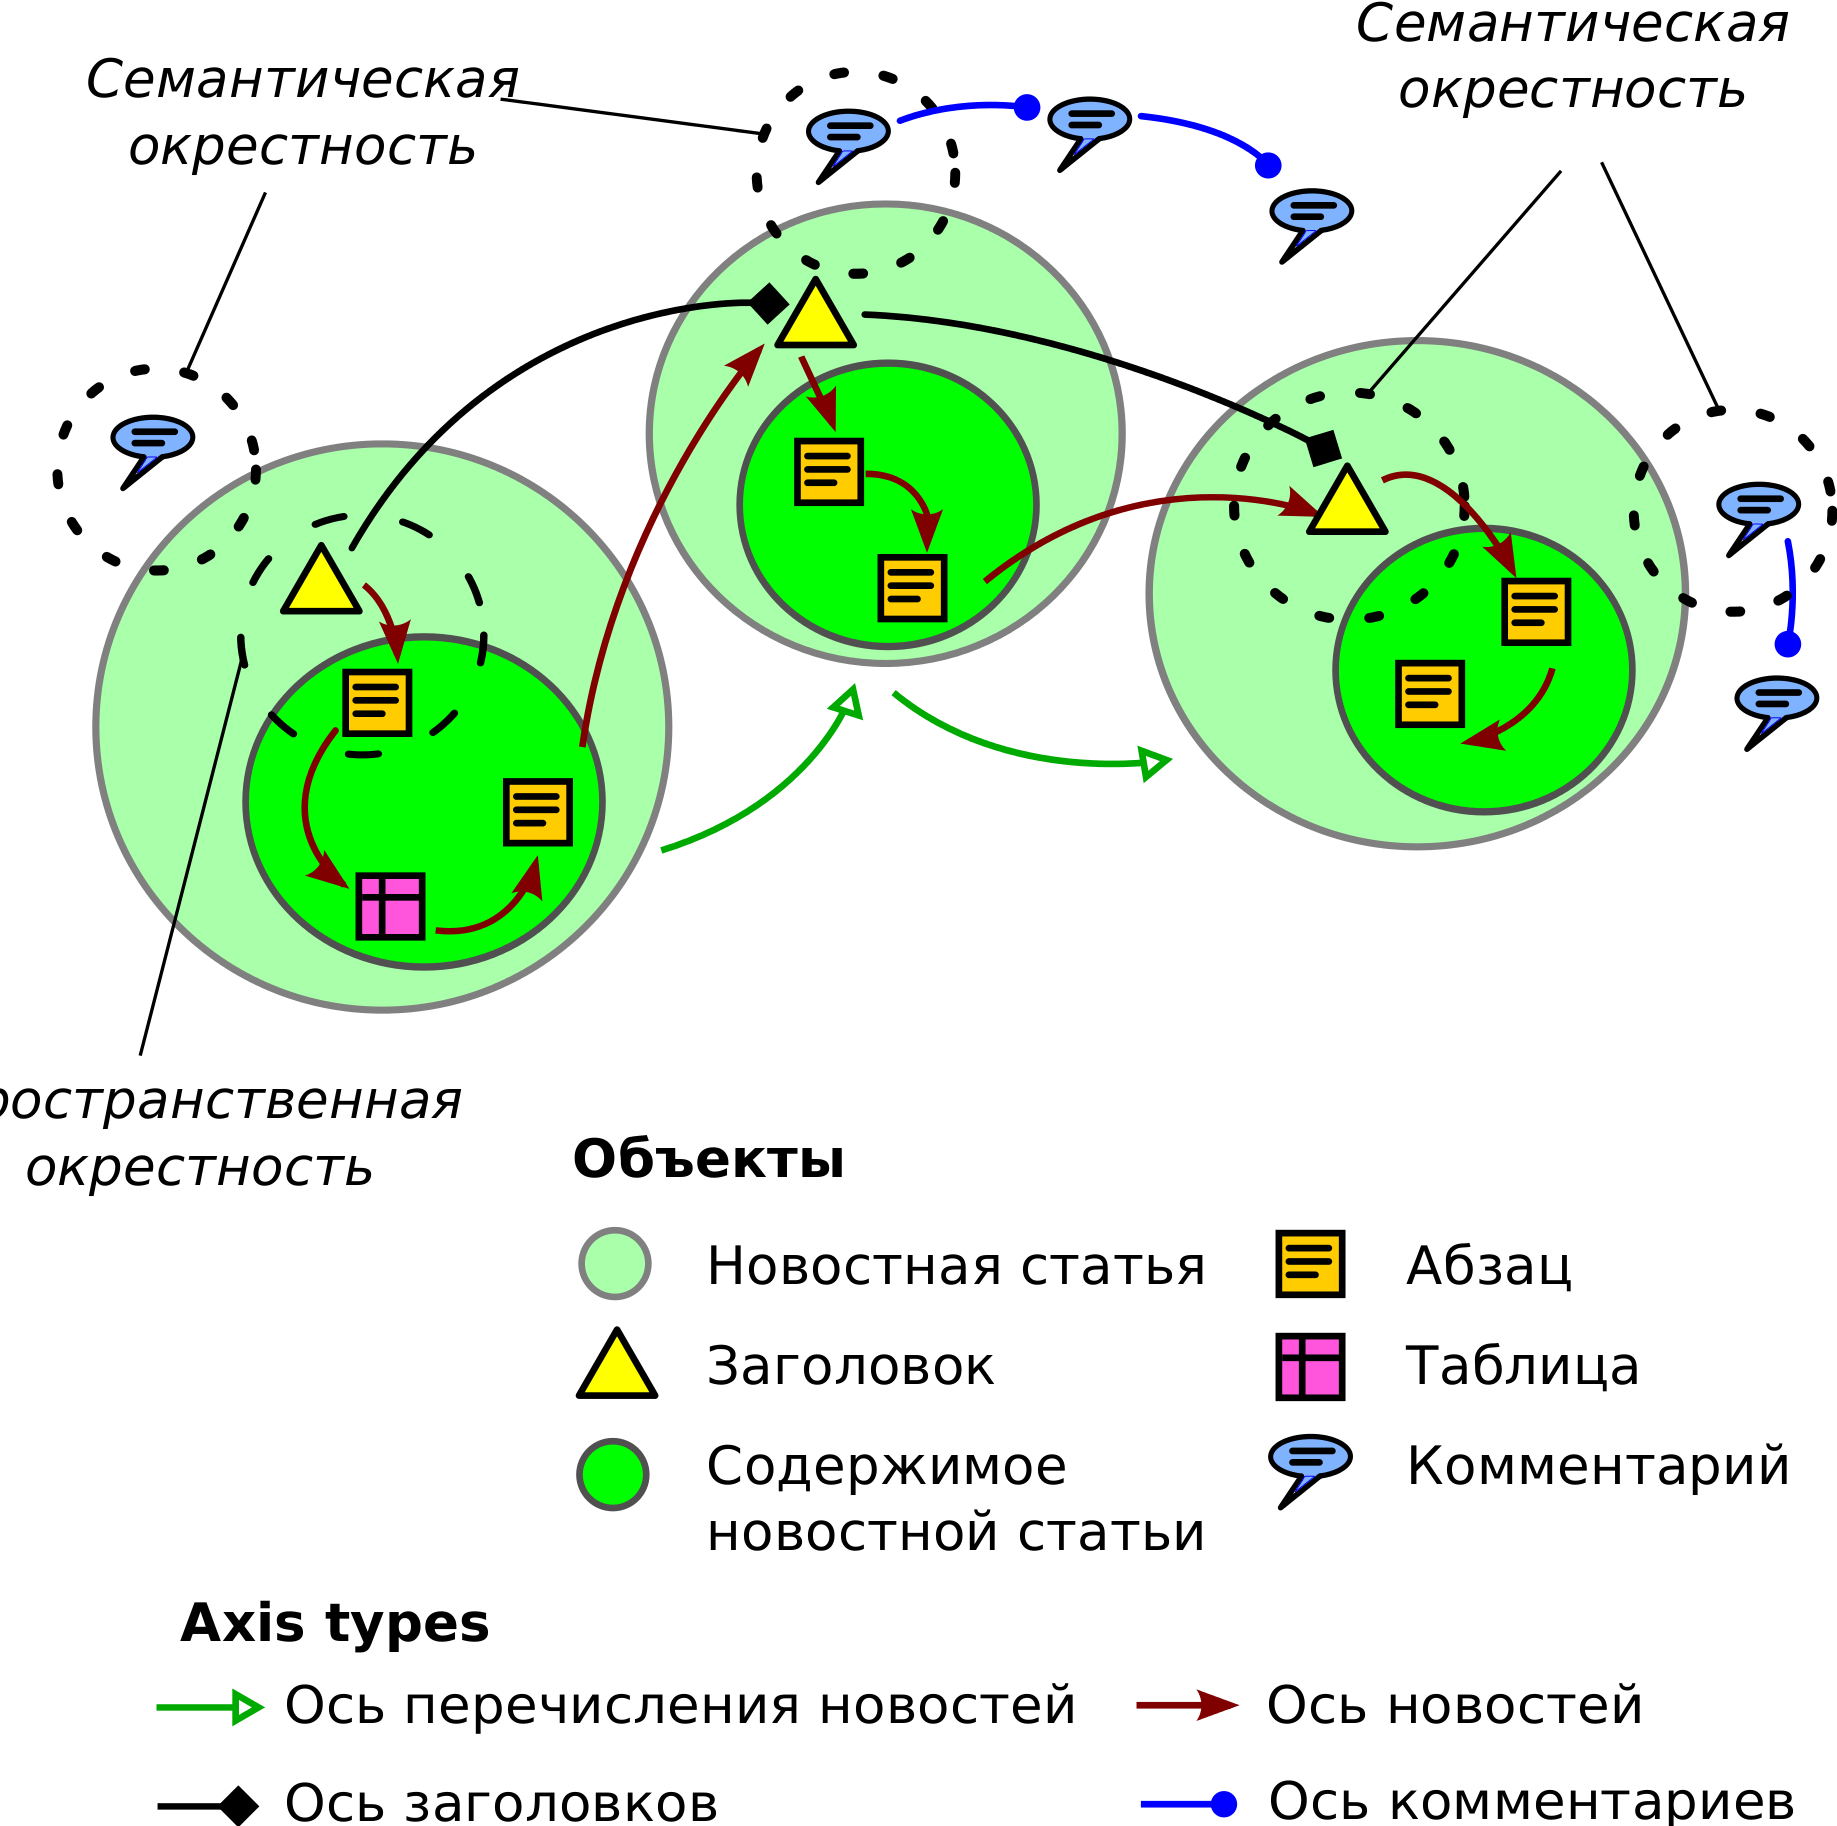 Семантическая
окрестность
Семантическая
окрестность
ространственная
окрестность
Объекты
Новостная статья
Абзац
Заголовок
Таблица
Содержимое
новостной статьи
Комментарий
Axis types
Ось перечисления новостей
Ось новостей
Ось заголовков
Ось комментариев